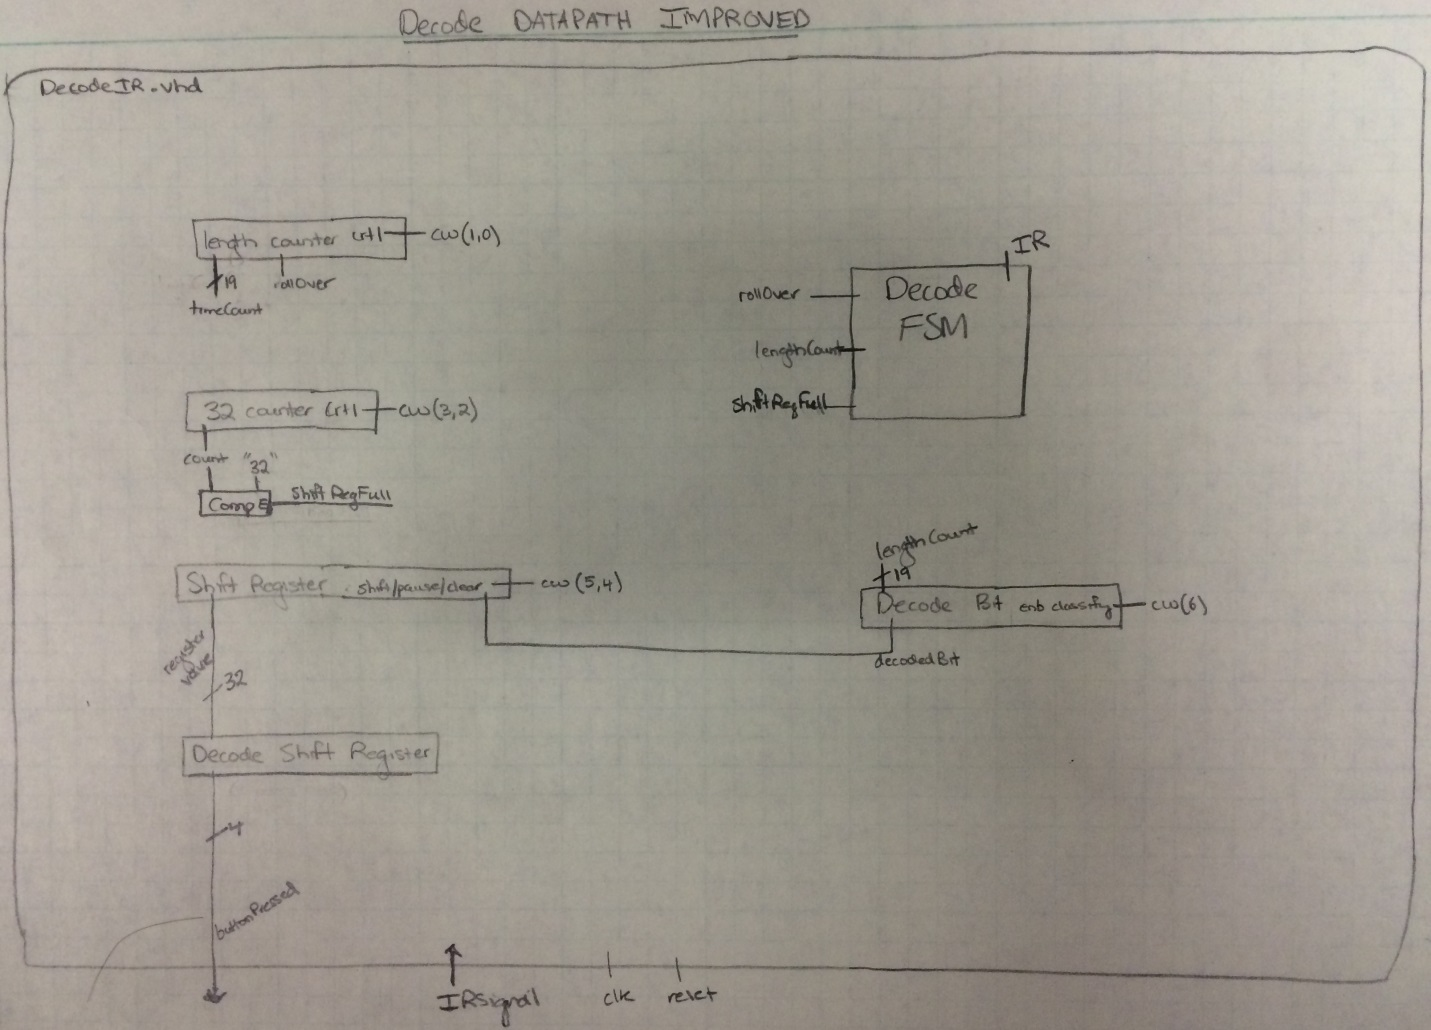 Decode DATAPATH IMPROVED
DecodeIR.vhd
length counter crtl cw(1,0)
19 rollOver
timeCount
IR
Decode
FSM
rollOver
lengthCount
shiftRegFull
32 counter crtl cw(3,2)
count "32"
Comp E shiftRegFull
Shift Register shift/pause/clear cw(5,4)
lengthCount
19
Decode Bit enb classify cw(6)
decodedBit
register
value
32
Decode Shift Register
4
buttonPressed
IRsignal clk reset